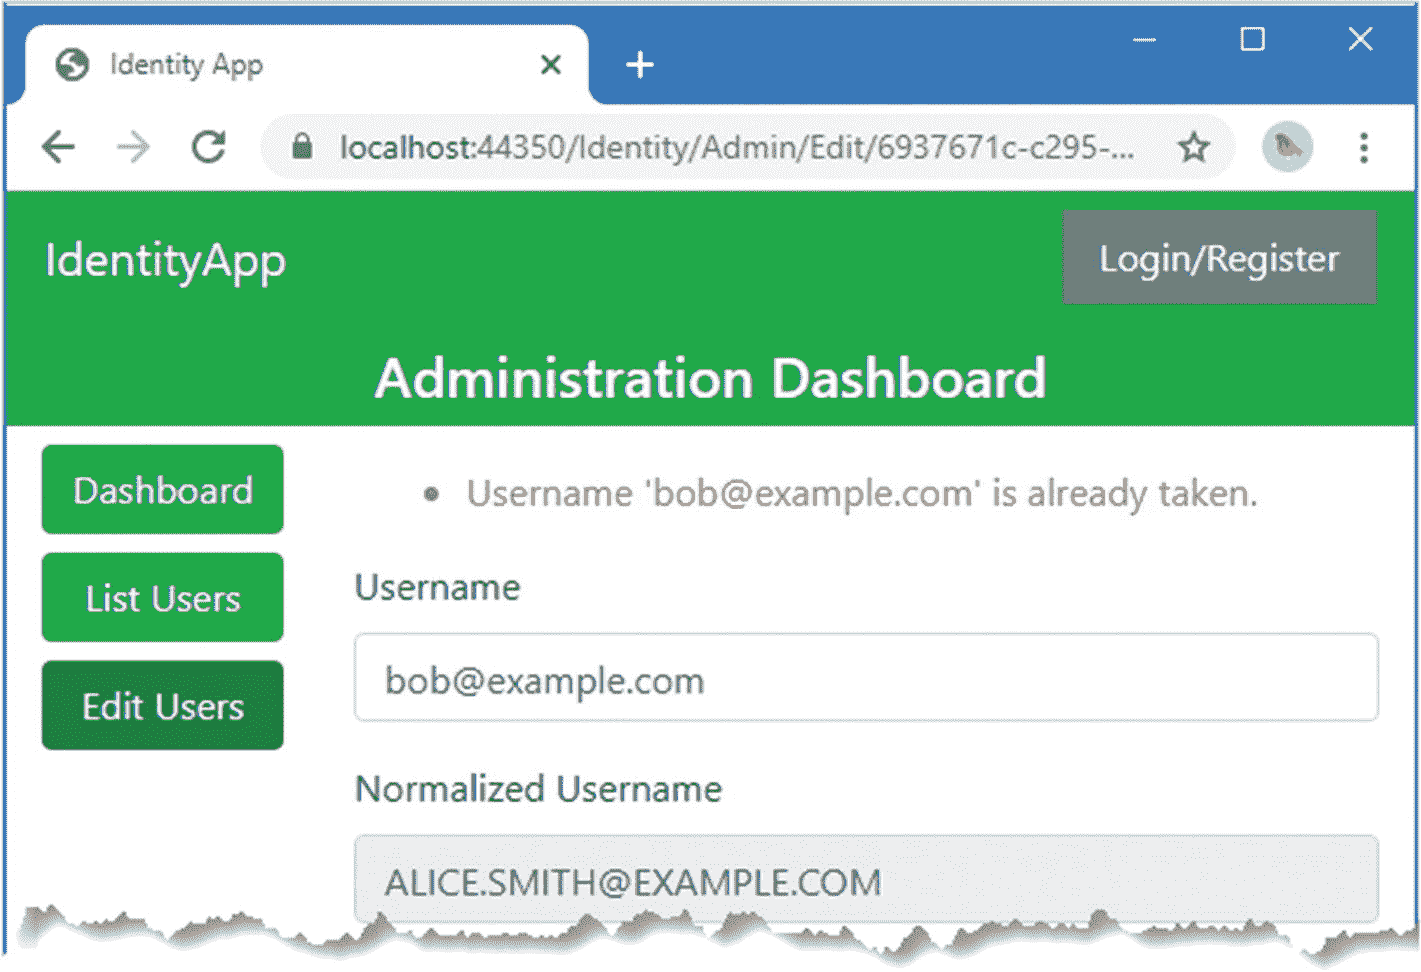 Identity App
localhost:44350/Identity/Admin/Edit/6937671c-c295-...
IdentityApp
Login/Register
Administration Dashboard
Dashboard
List Users
Edit Users
Username 'bob@example.com' is already taken.
Username
bob@example.com
Normalized Username
ALICE.SMITH@EXAMPLE.COM